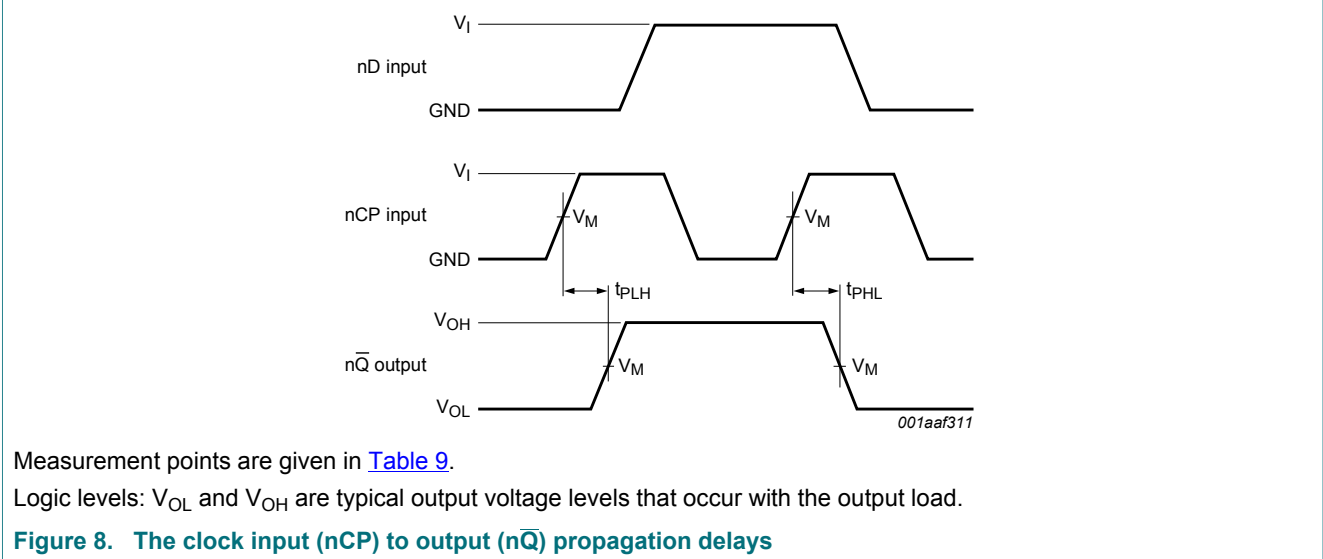 V_I
nD input
GND
V_I
nCP input
V_M
V_M
GND
t_PLH
t_PHL
V_OH
nQ̅ output
V_M
V_M
V_OL
001aaf311
Measurement points are given in Table 9.
Logic levels: V_OL and V_OH are typical output voltage levels that occur with the output load.
Figure 8. The clock input (nCP) to output (nQ̅) propagation delays